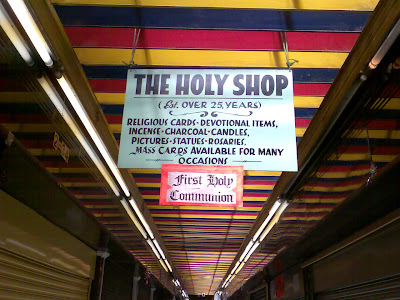 THE HOLY SHOP
(Est. OVER 25, YEARS)
RELIGIOUS CARDS - DEVOTIONAL ITEMS,
INCENSE - CHARCOAL - CANDLES,
PICTURES - STATUES - ROSARIES.
MASS CARDS AVAILABLE FOR MANY
OCCASIONS
First Holy
Communion